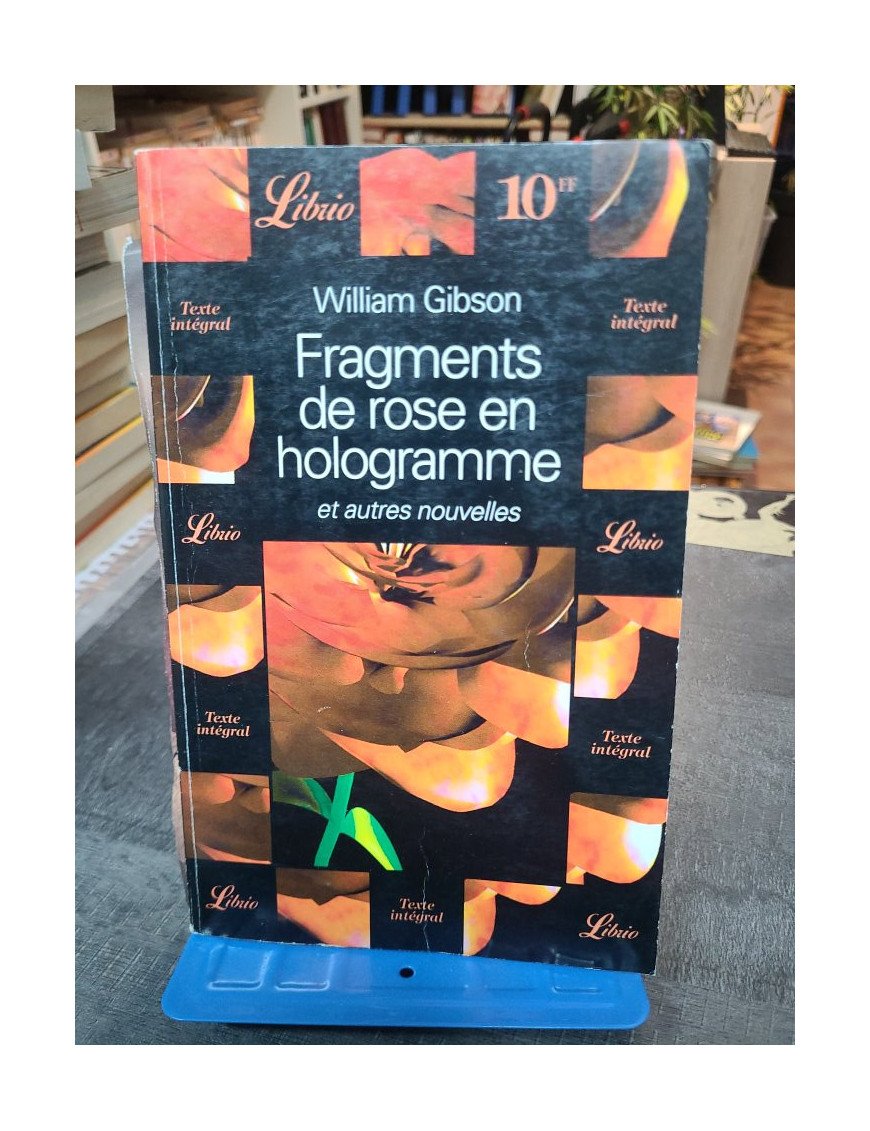 Librio
10FF
William Gibson
Texte
intégral
Texte
intégral
Fragments
de rose en
hologramme
et autres nouvelles
Librio
Librio
Texte
intégral
Texte
intégral
Librio
Texte
intégral
Librio